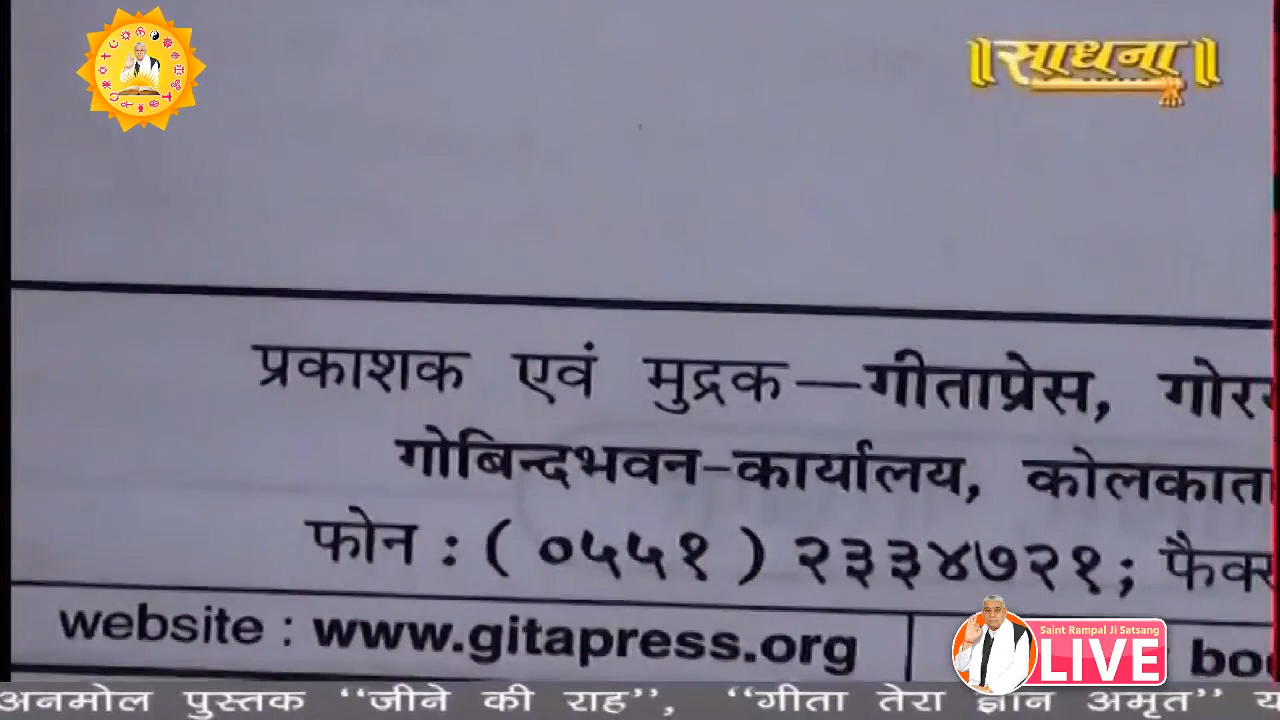 ॥साधना॥
प्रकाशक एवं मुद्रक—गीताप्रेस,
गोबिन्दभवन-कार्यालय, कोलकाता
फोन : ( ०५५१ ) २३३४७२१; फैक्स
website : www.gitapress.org
Saint Rampal Ji Satsang
LIVE
अनमोल पुस्तक ‘‘जीने की राह’’, ‘‘गीता तेरा ज्ञान अमृत’’